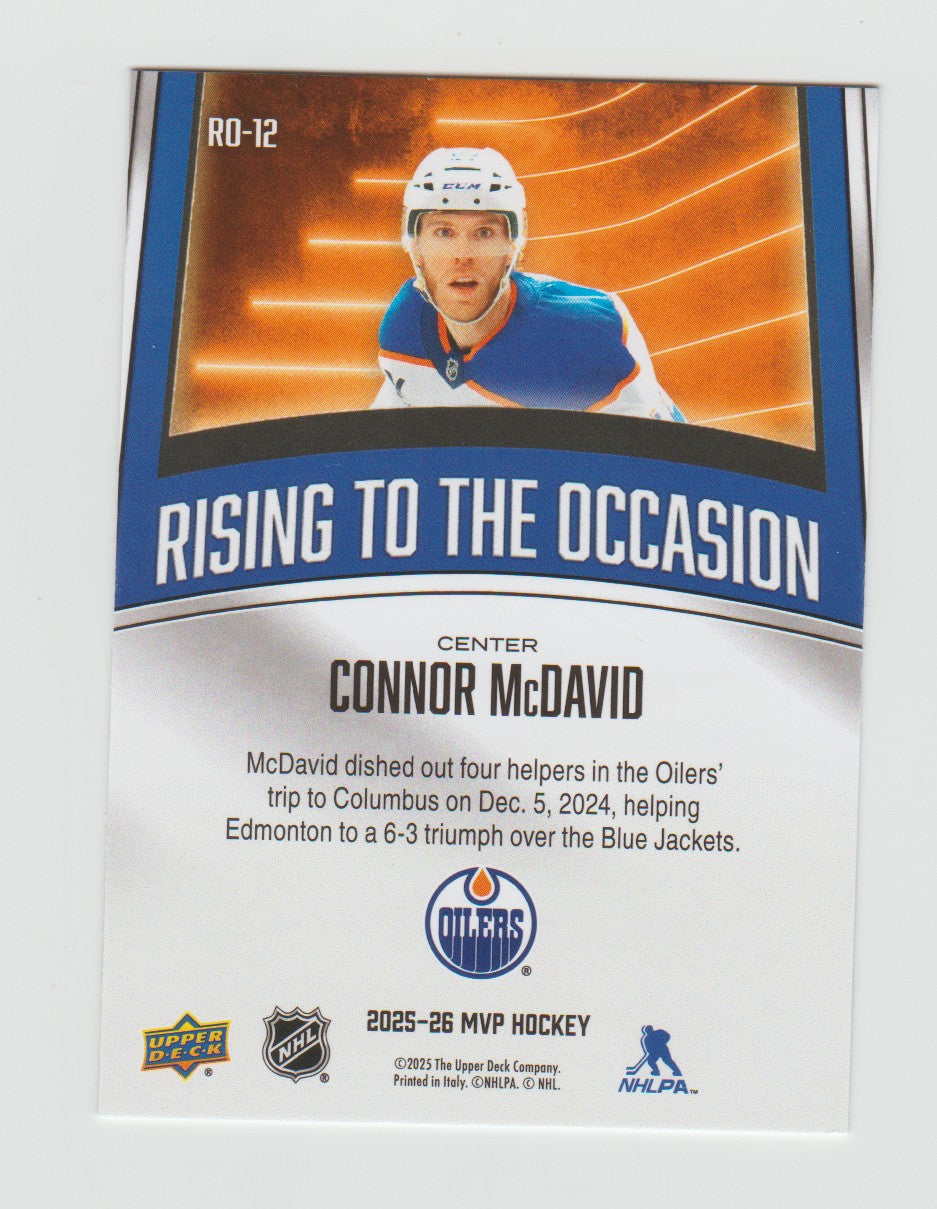 RO-12
CCM
RISING TO THE OCCASION
CENTER
CONNOR McDAVID
McDavid dished out four helpers in the Oilers'
trip to Columbus on Dec. 5, 2024, helping
Edmonton to a 6-3 triumph over the Blue Jackets.
OILERS
®
2025-26 MVP HOCKEY
UPPER
D·E·C·K
®
NHL
®
©2025 The Upper Deck Company.
Printed in Italy. ©NHLPA. © NHL.
NHLPA™